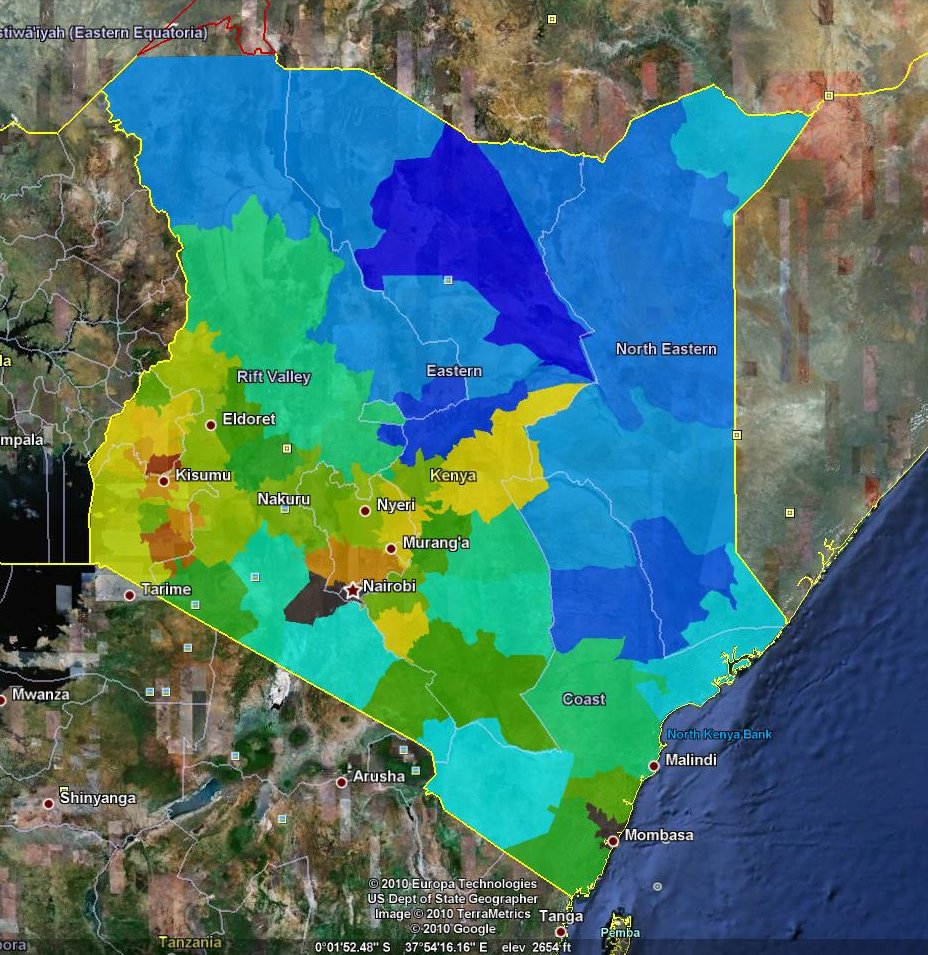 stiwā'iyah (Eastern Equatoria)
North Eastern
la
Rift Valley
Eastern
Eldoret
mpala
Kisumu
Kenya
Nakuru
Nyeri
Murang'a
Nairobi
Tarime
Mwanza
Coast
North Kenya Bank
Malindi
Arusha
Shinyanga
Mombasa
© 2010 Europa Technologies
US Dept of State Geographer
Image © 2010 TerraMetrics
© 2010 Google
Tanga
Pemba
ora
Tanzania
0°01'52.48" S 37°54'16.16" E elev 2654 ft